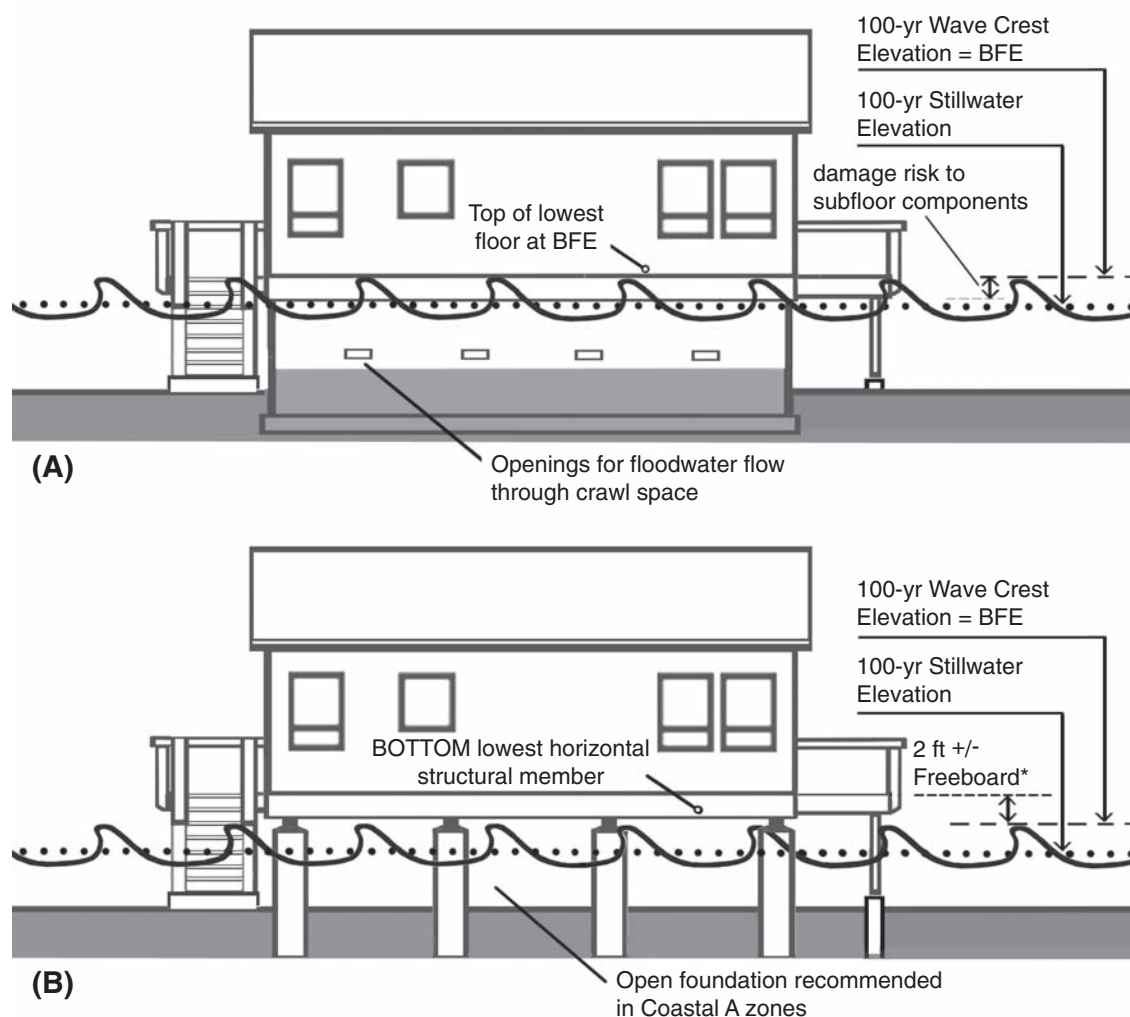 100-yr Wave Crest
Elevation = BFE
100-yr Stillwater
Elevation
damage risk to
subfloor components
Top of lowest
floor at BFE
(A)
Openings for floodwater flow
through crawl space
100-yr Wave Crest
Elevation = BFE
100-yr Stillwater
Elevation
2 ft +/-
Freeboard*
BOTTOM lowest horizontal
structural member
(B)
Open foundation recommended
in Coastal A zones